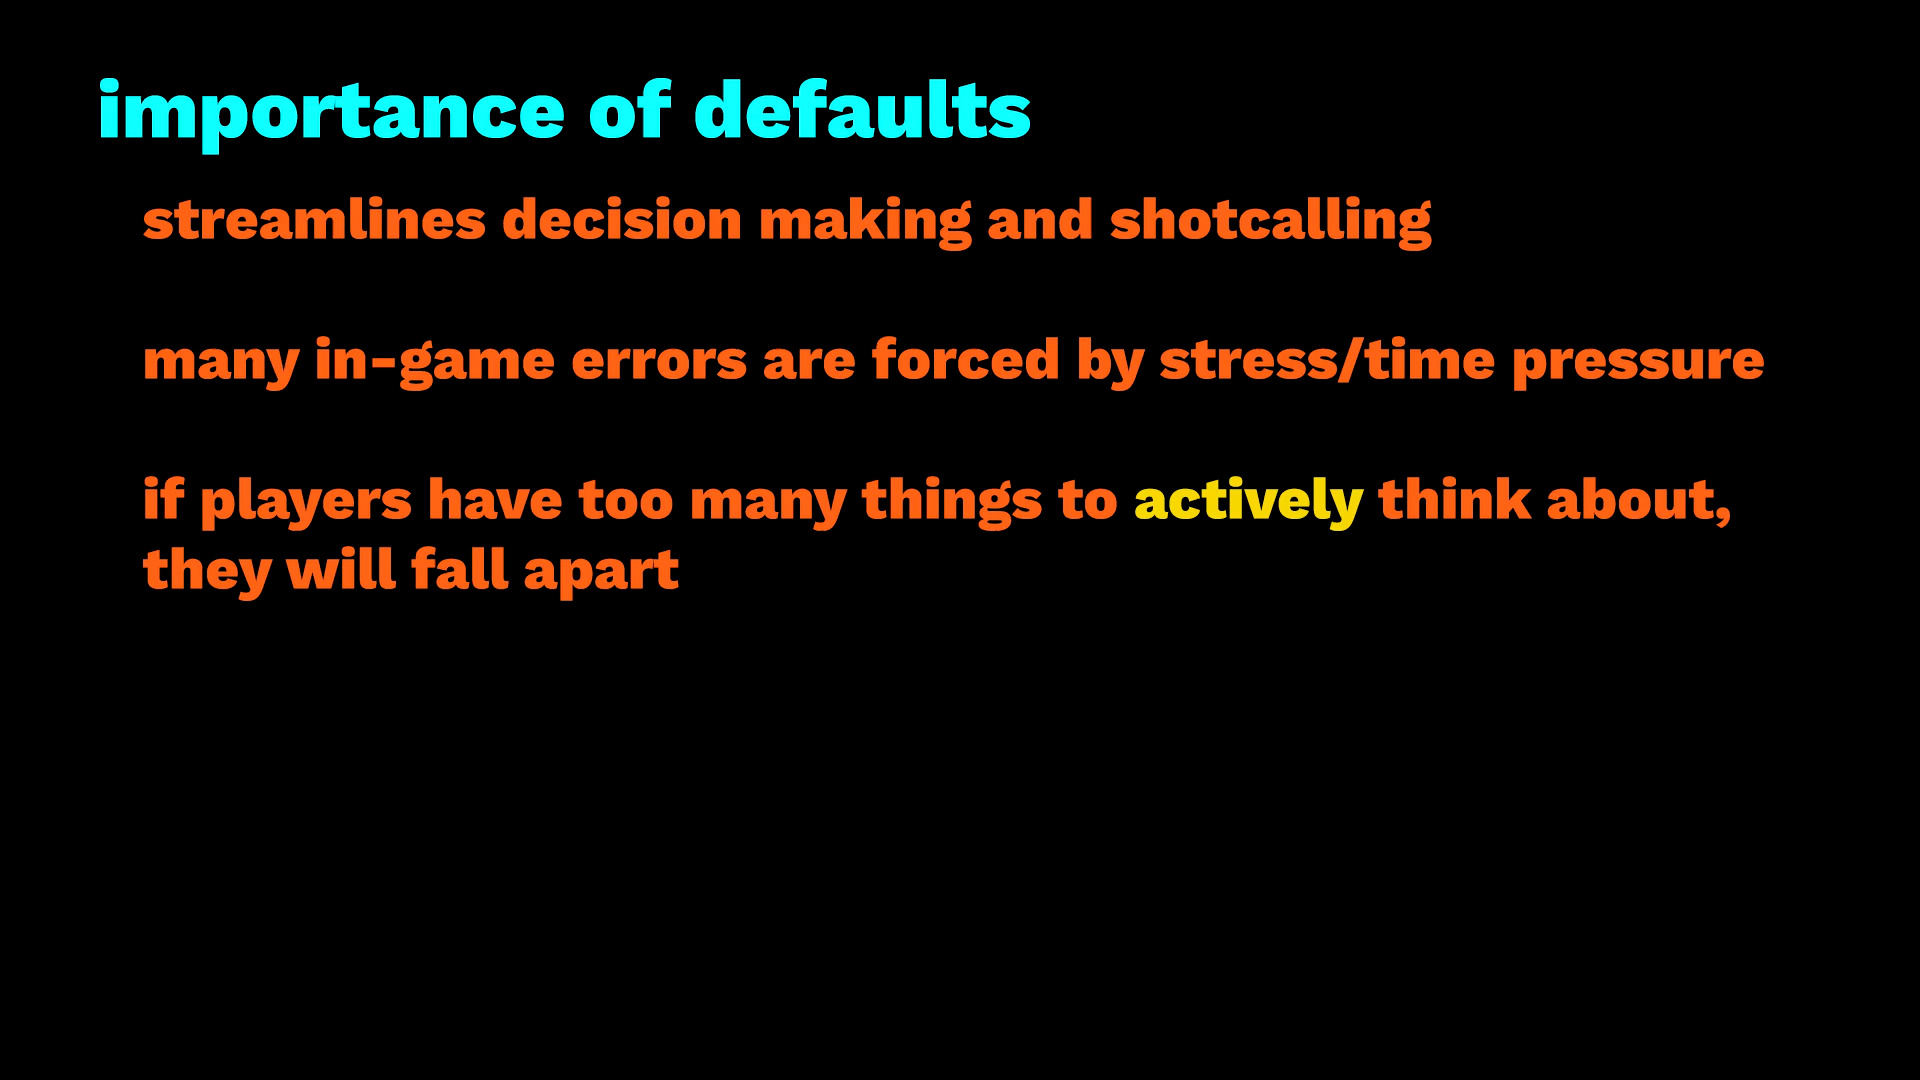 importance of defaults
streamlines decision making and shotcalling
many in-game errors are forced by stress/time pressure
if players have too many things to actively think about,
they will fall apart